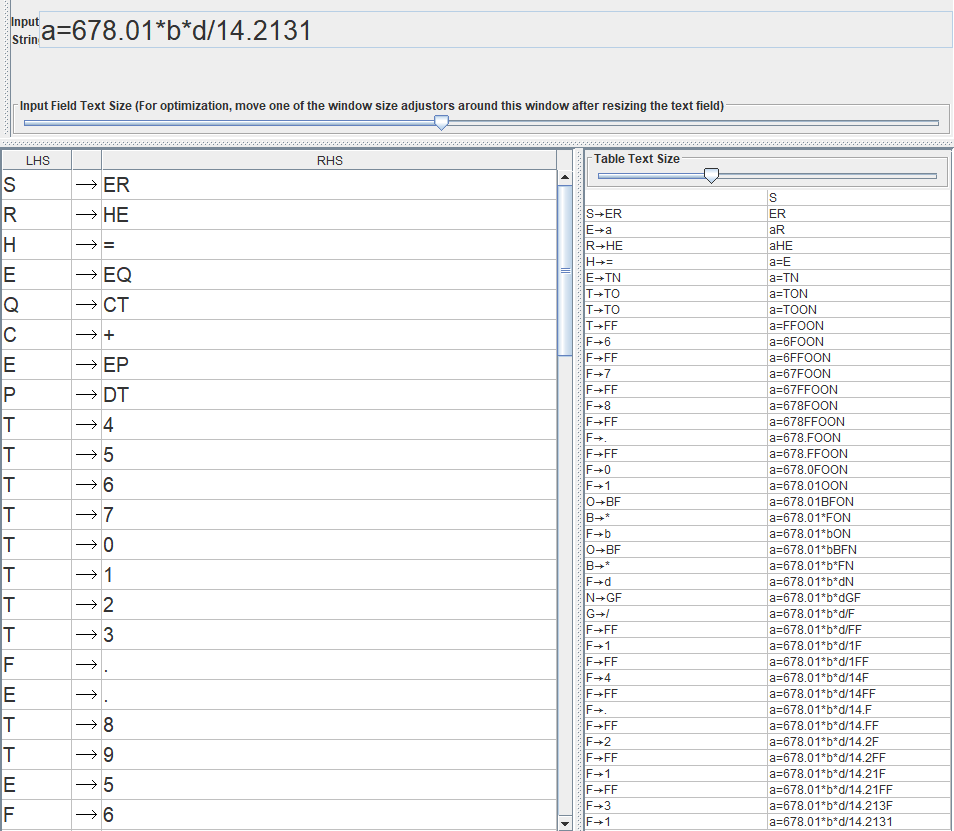 Input
String
a=678.01*b*d/14.2131
Input Field Text Size (For optimization, move one of the window size adjustors around this window after resizing the text field)
LHS RHS
S → ER
R → HE
H → =
E → EQ
Q → CT
C → +
E → EP
P → DT
T → 4
T → 5
T → 6
T → 7
T → 0
T → 1
T → 2
T → 3
F → .
E → .
T → 8
T → 9
E → 5
F → 6
Table Text Size
S
S→ER ER
E→a aR
R→HE aHE
H→= a=E
E→TN a=TN
T→TO a=TON
T→TO a=TOON
T→FF a=FFOON
F→6 a=6FOON
F→FF a=6FFOON
F→7 a=67FOON
F→FF a=67FFOON
F→8 a=678FOON
F→FF a=678FFOON
F→. a=678.FOON
F→FF a=678.FFOON
F→0 a=678.0FOON
F→1 a=678.01OON
O→BF a=678.01BFON
B→* a=678.01*FON
F→b a=678.01*bON
O→BF a=678.01*bBFN
B→* a=678.01*b*FN
F→d a=678.01*b*dN
N→GF a=678.01*b*dGF
G→/ a=678.01*b*d/F
F→FF a=678.01*b*d/FF
F→1 a=678.01*b*d/1F
F→FF a=678.01*b*d/1FF
F→4 a=678.01*b*d/14F
F→FF a=678.01*b*d/14FF
F→. a=678.01*b*d/14.F
F→FF a=678.01*b*d/14.FF
F→2 a=678.01*b*d/14.2F
F→FF a=678.01*b*d/14.2FF
F→1 a=678.01*b*d/14.21F
F→FF a=678.01*b*d/14.21FF
F→3 a=678.01*b*d/14.213F
F→1 a=678.01*b*d/14.2131